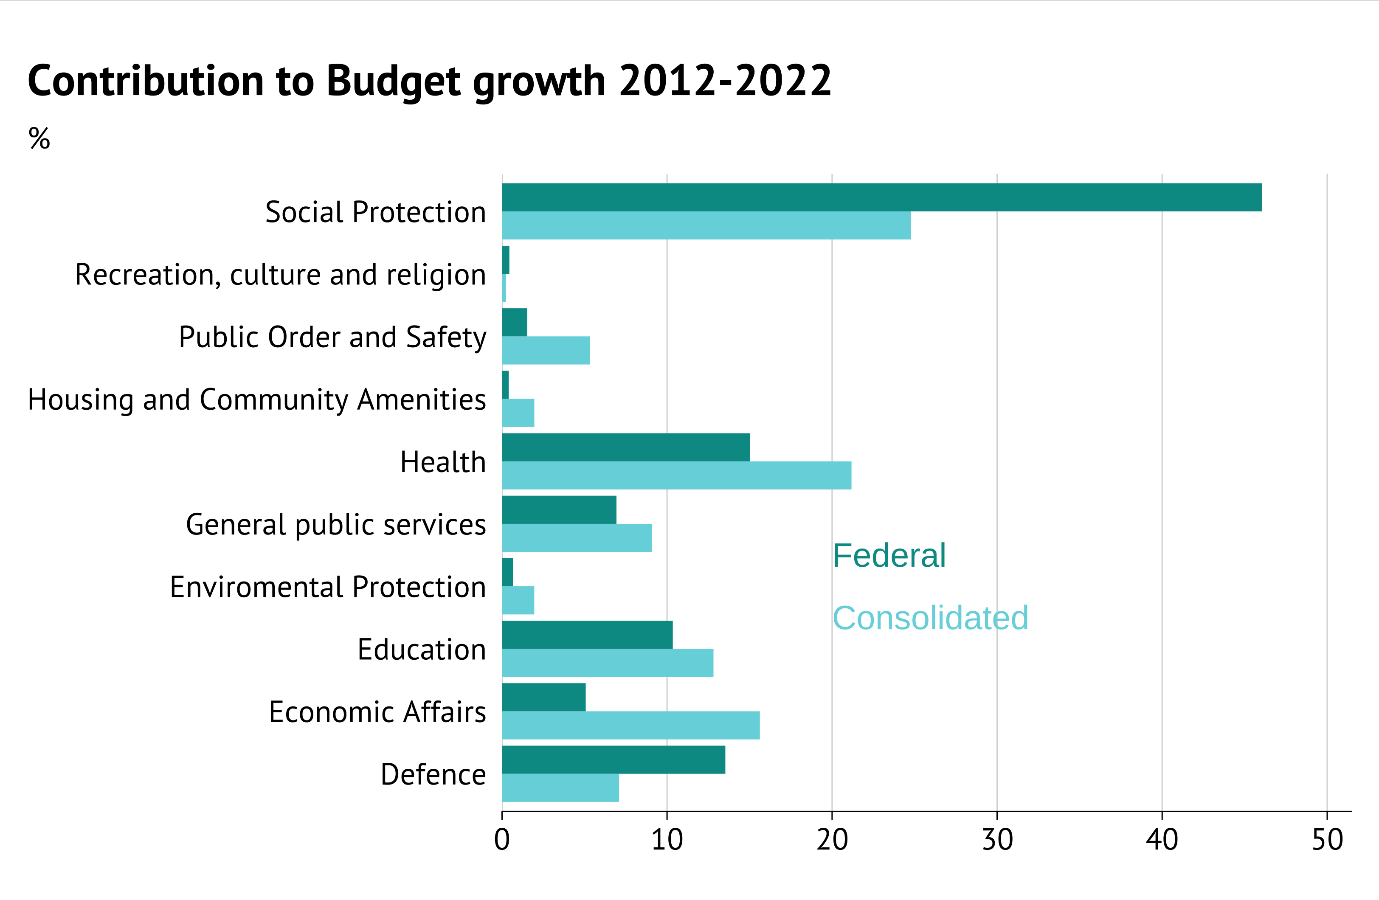 Contribution to Budget growth 2012-2022
%
Social Protection
Recreation, culture and religion
Public Order and Safety
Housing and Community Amenities
Health
General public services
Enviromental Protection
Education
Economic Affairs
Defence
Federal
Consolidated
0 10 20 30 40 50